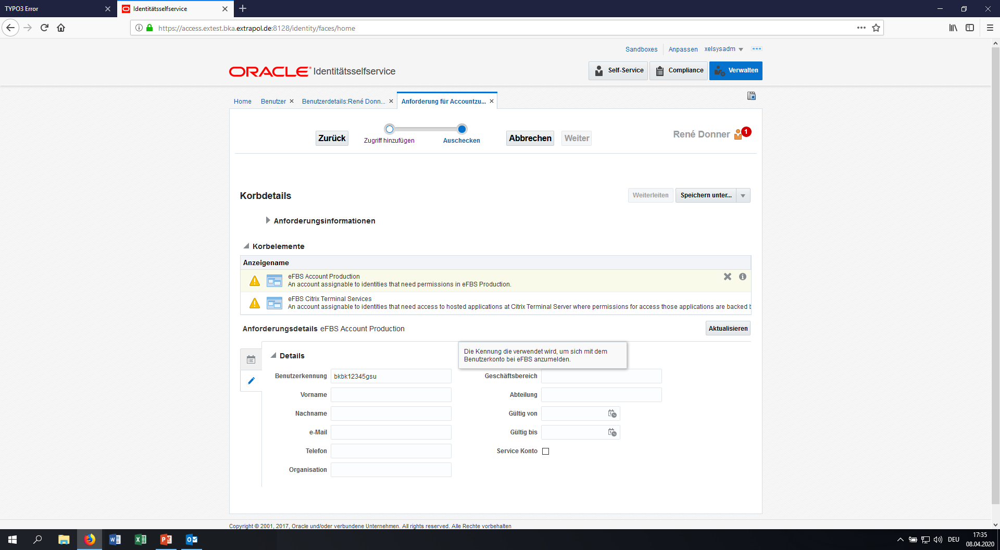 TYPO3 Error
Identitätsselfservice
https://access.extest.bka.extrapol.de:8128/identity/faces/home
Sandboxes
Anpassen
xelsysadm
ORACLE Identitätsselfservice
Self-Service
Compliance
Verwalten
Home
Benutzer
Benutzerdetails:René Donn...
Anforderung für Accountzu...
Zurück
Zugriff hinzufügen
Auschecken
Abbrechen
Weiter
René Donner
1
Korbdetails
Weiterleiten
Speichern unter...
Anforderungsinformationen
Korbelemente
Anzeigename
eFBS Account Production
An account assignable to identities that need permissions in eFBS Production.
eFBS Citrix Terminal Services
An account assignable to identities that need access to hosted applications at Citrix Terminal Server where permissions for access those applications are backed b
Anforderungsdetails eFBS Account Production
Aktualisieren
Die Kennung die verwendet wird, um sich mit dem
Benutzerkonto bei eFBS anzumelden.
Details
Benutzerkennung
bkbk12345gsu
Vorname
Nachname
e-Mail
Telefon
Organisation
Geschäftsbereich
Abteilung
Gültig von
Gültig bis
Service Konto
Copyright © 2001, 2017, Oracle und/oder verbundene Unternehmen. All rights reserved. Alle Rechte vorbehalten
DEU
17:35
08.04.2020